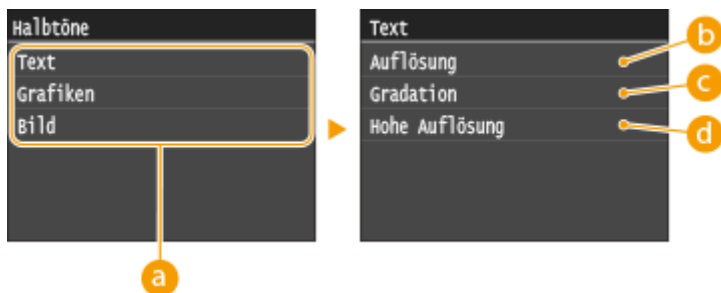 Halbtöne
Text
Grafiken
Bild
a
Text
Auflösung
b
Gradation
c
Hohe Auflösung
d